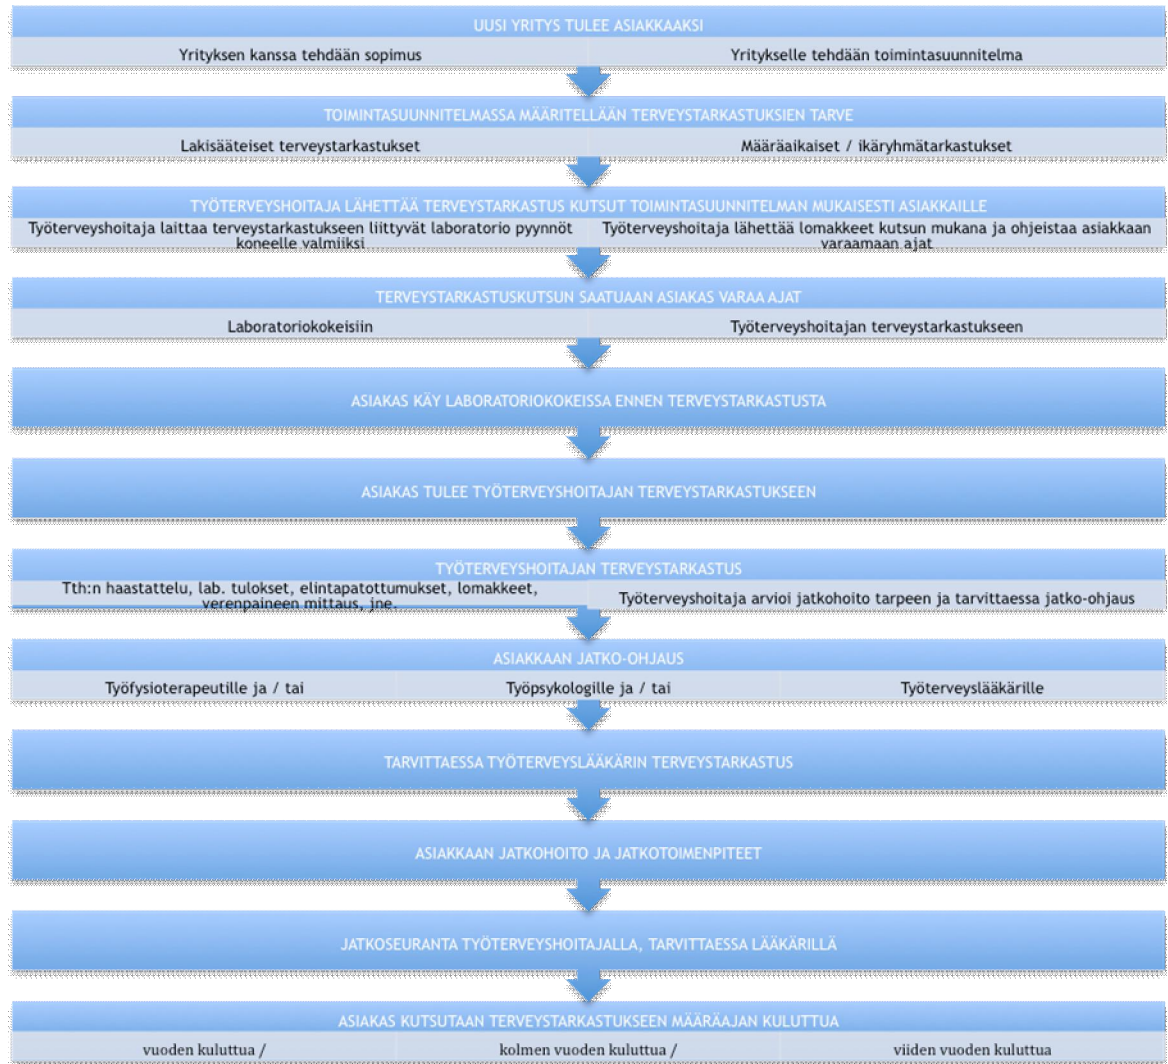 UUSI YRITYS TULEE ASIAKKAAKSI
Yrityksen kanssa tehdään sopimus
Yritykselle tehdään toimintasuunnitelma
TOIMINTASUUNNITELMASSA MÄÄRITELLÄÄN TERVEYSTARKASTUKSIEN TARVE
Lakisääteiset terveystarkastukset
Määräaikaiset / ikäryhmätarkastukset
TYÖTERVEYSHOITAJA LÄHETTÄÄ TERVEYSTARKASTUS KUTSUT TOIMINTASUUNNITELMAN MUKAISESTI ASIAKKAILLE
Työterveyshoitaja laittaa terveystarkastukseen liittyvät laboratorio pyynnöt
koneelle valmiiksi
Työterveyshoitaja lähettää lomakkeet kutsun mukana ja ohjeistaa asiakkaan
varaamaan ajat
TERVEYSTARKASTUSKUTSUN SAATUAAN ASIAKAS VARAA AJAT
Laboratoriokokeisiin
Työterveyshoitajan terveystarkastukseen
ASIAKAS KÄY LABORATORIOKOKEISSA ENNEN TERVEYSTARKASTUSTA
ASIAKAS TULEE TYÖTERVEYSHOITAJAN TERVEYSTARKASTUKSEEN
TYÖTERVEYSHOITAJAN TERVEYSTARKASTUS
Tth:n haastattelu, lab. tulokset, elintapatottumukset, lomakkeet,
verenpaineen mittaus, jne.
Työterveyshoitaja arvioi jatkohoito tarpeen ja tarvittaessa jatko-ohjaus
ASIAKKAAN JATKO-OHJAUS
Työfysioterapeutille ja / tai
Työpsykologille ja / tai
Työterveyslääkärille
TARVITTAESSA TYÖTERVEYSLÄÄKÄRIN TERVEYSTARKASTUS
ASIAKKAAN JATKOHOITO JA JATKOTOIMENPITEET
JATKOSEURANTA TYÖTERVEYSHOITAJALLA, TARVITTAESSA LÄÄKÄRILLÄ
ASIAKAS KUTSUTAAN TERVEYSTARKASTUKSEEN MÄÄRÄAJAN KULUTTUA
vuoden kuluttua /
kolmen vuoden kuluttua /
viiden vuoden kuluttua